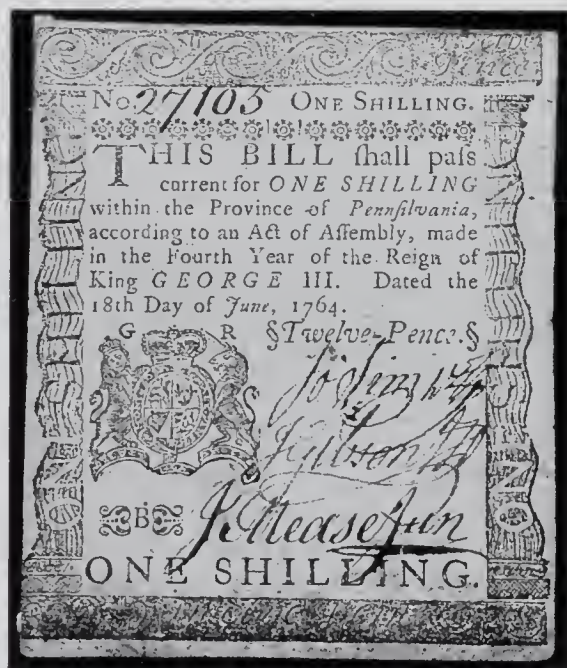 No 27105 ONE SHILLING.
THIS BILL ſhall paſs
current for ONE SHILLING
within the Province of Pennſilvania,
according to an Act of Aſſembly, made
in the Fourth Year of the Reign of
King GEORGE III. Dated the
18th Day of June, 1764.
G R §Twelve-Pence.§
B
ONE SHILLING.